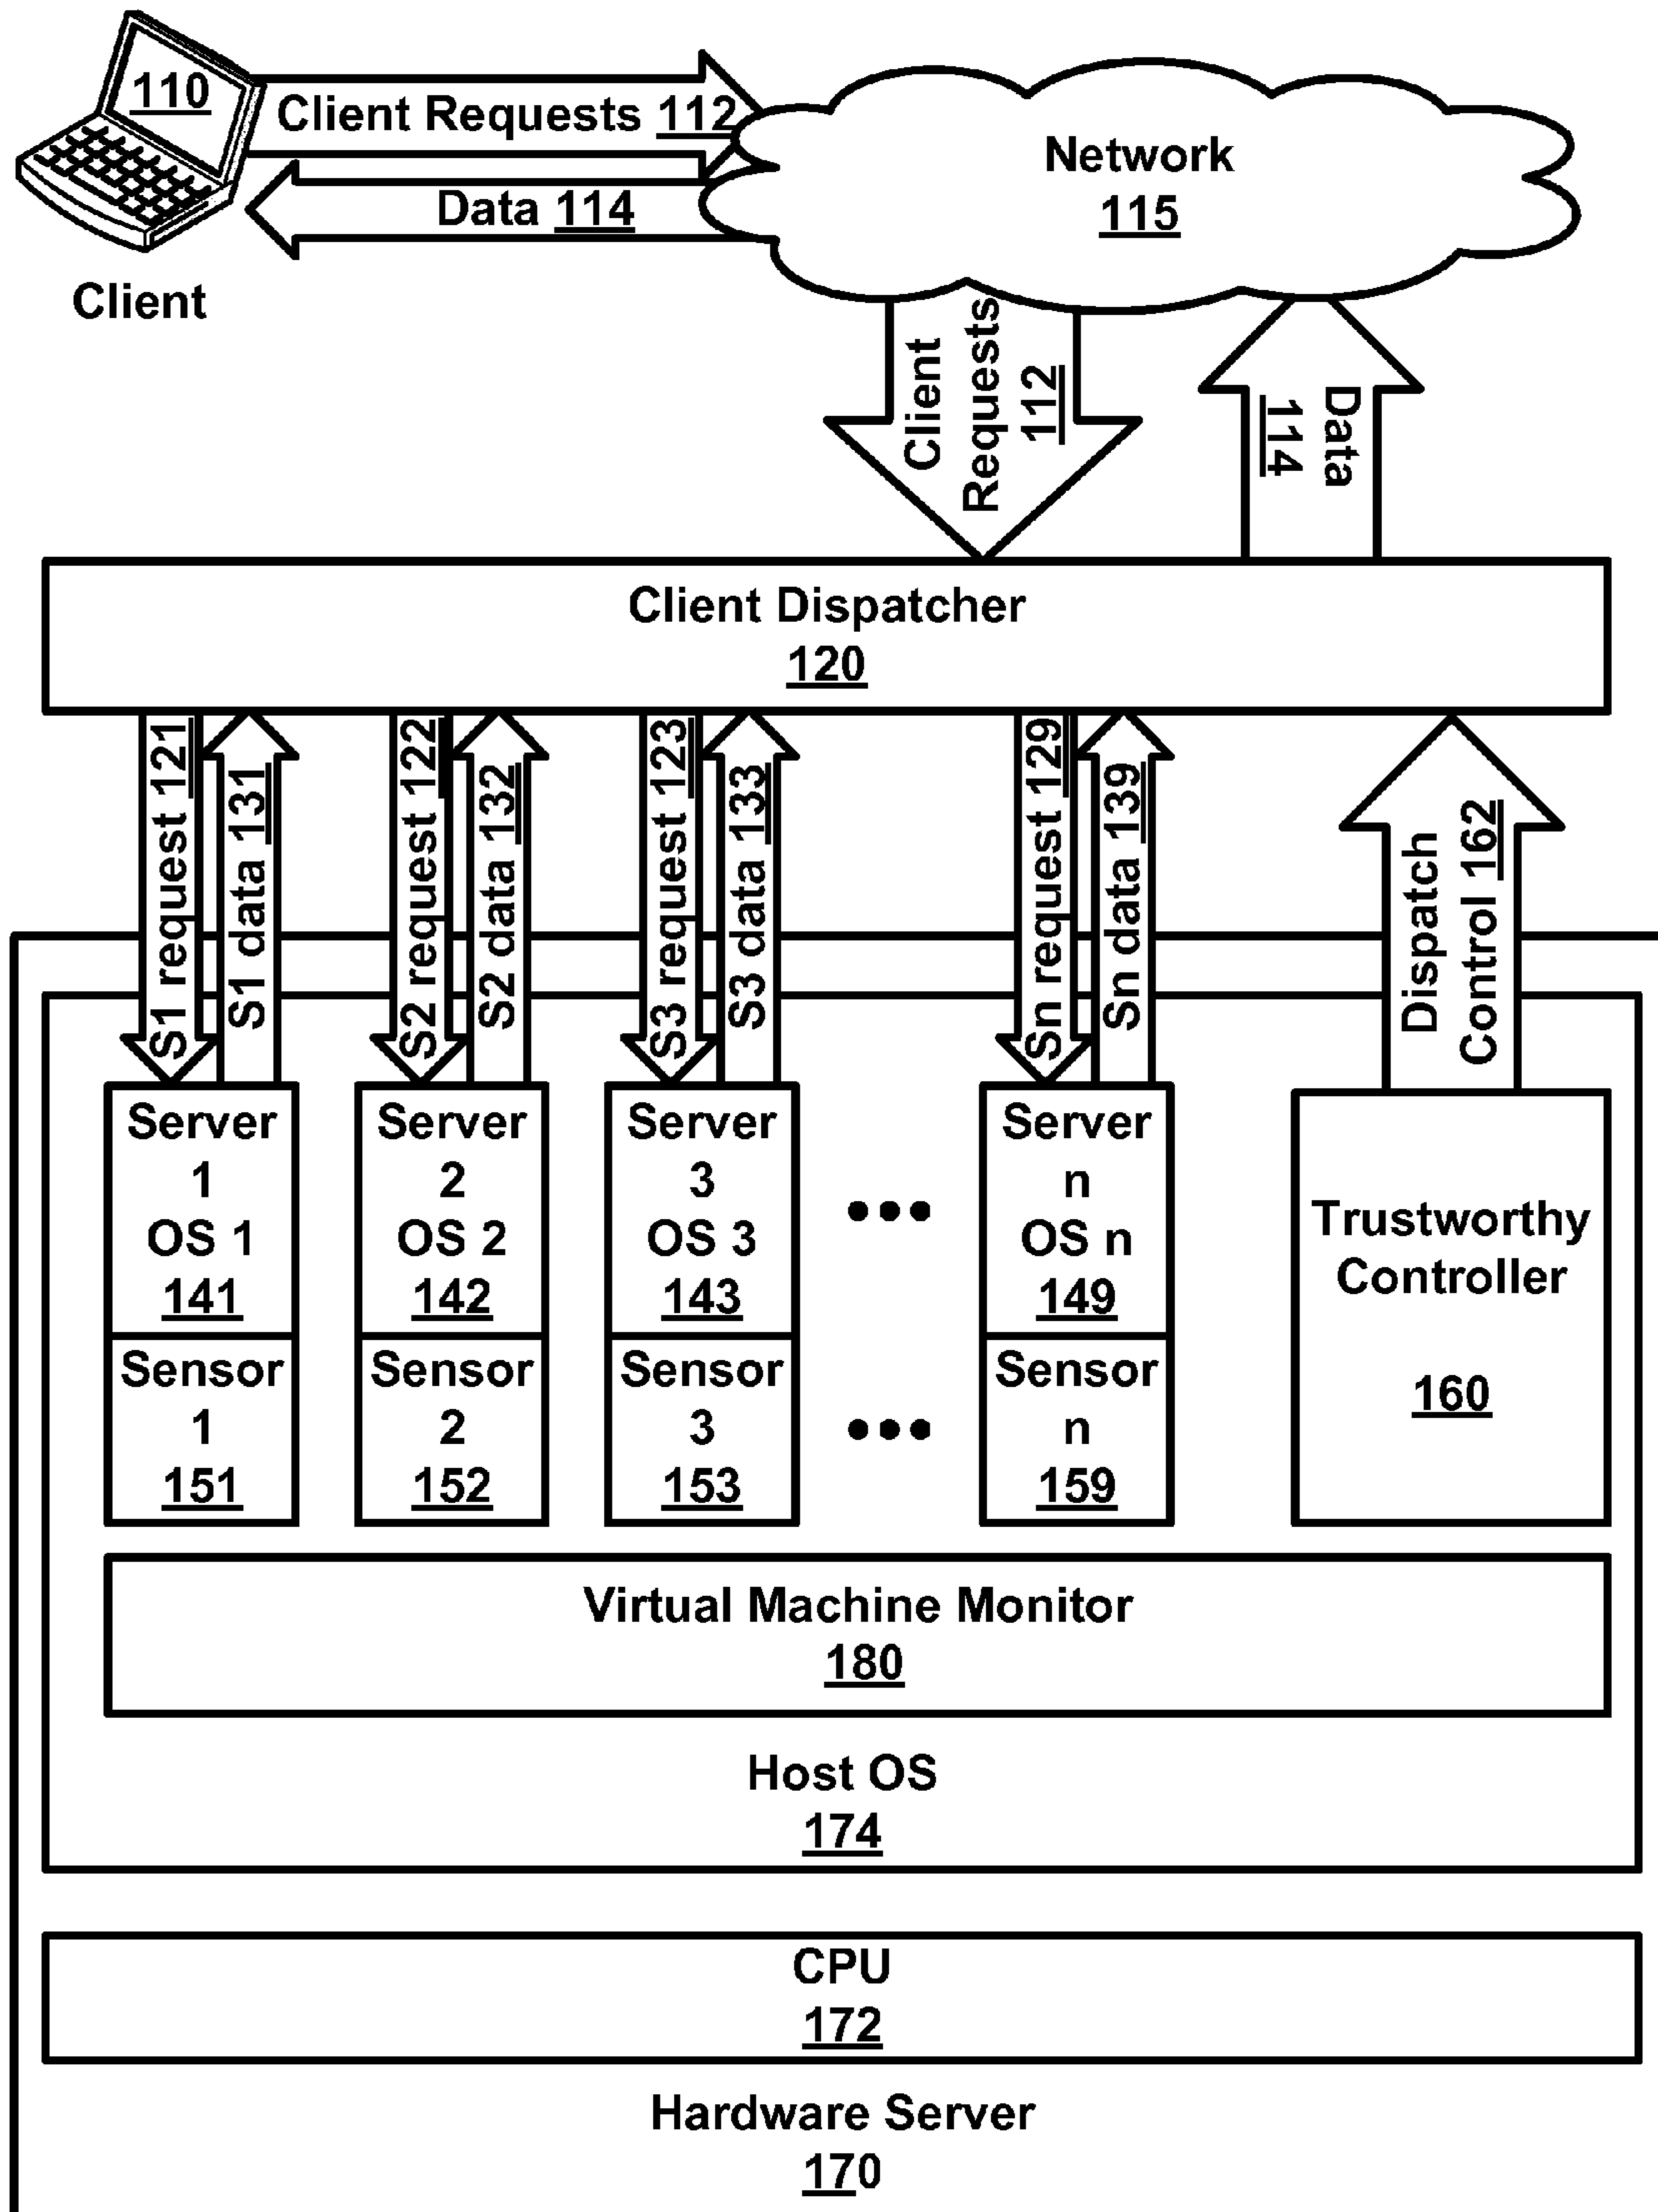 110
Client Requests 112
Data 114
Client
Network
115
Client
Requests
112
Data
114
Client Dispatcher
120
S1 request 121
S1 data 131
S2 request 122
S2 data 132
S3 request 123
S3 data 133
Sn request 129
Sn data 139
Dispatch
Control 162
Server
1
OS 1
141
Sensor
1
151
Server
2
OS 2
142
Sensor
2
152
Server
3
OS 3
143
Sensor
3
153
•••
•••
Server
n
OS n
149
Sensor
n
159
Trustworthy
Controller
160
Virtual Machine Monitor
180
Host OS
174
CPU
172
Hardware Server
170